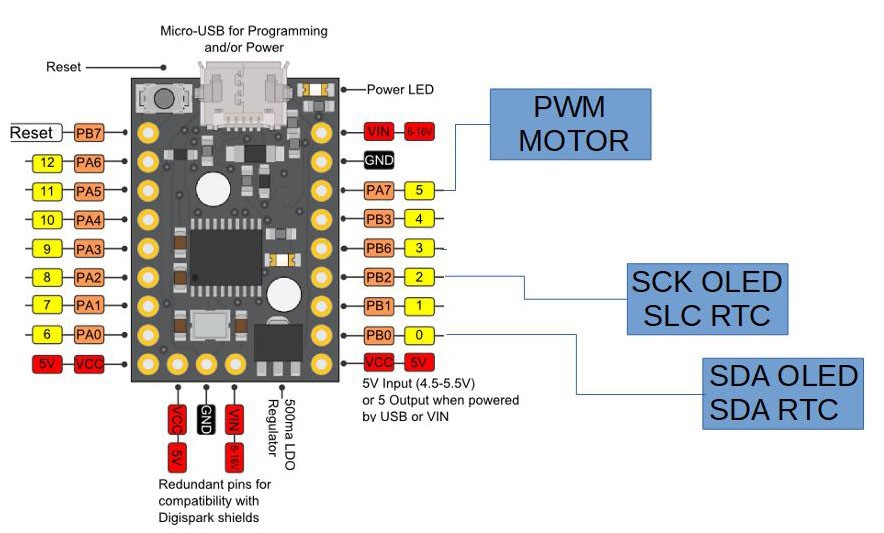 Micro-USB for Programming
and/or Power
Reset
Power LED
Reset PB7
VIN 6-16V
12 PA6
GND
11 PA5
PA7 5
10 PA4
PB3 4
9 PA3
PB6 3
8 PA2
PB2 2
7 PA1
PB1 1
6 PA0
PB0 0
5V VCC
VCC 5V
PWM
MOTOR
SCK OLED
SLC RTC
SDA OLED
SDA RTC
5V Input (4.5-5.5V)
or 5 Output when powered
by USB or VIN
VCC 5V
GND
VIN 6-16V
500ma LDO
Regulator
Redundant pins for
compatibility with
Digispark shields